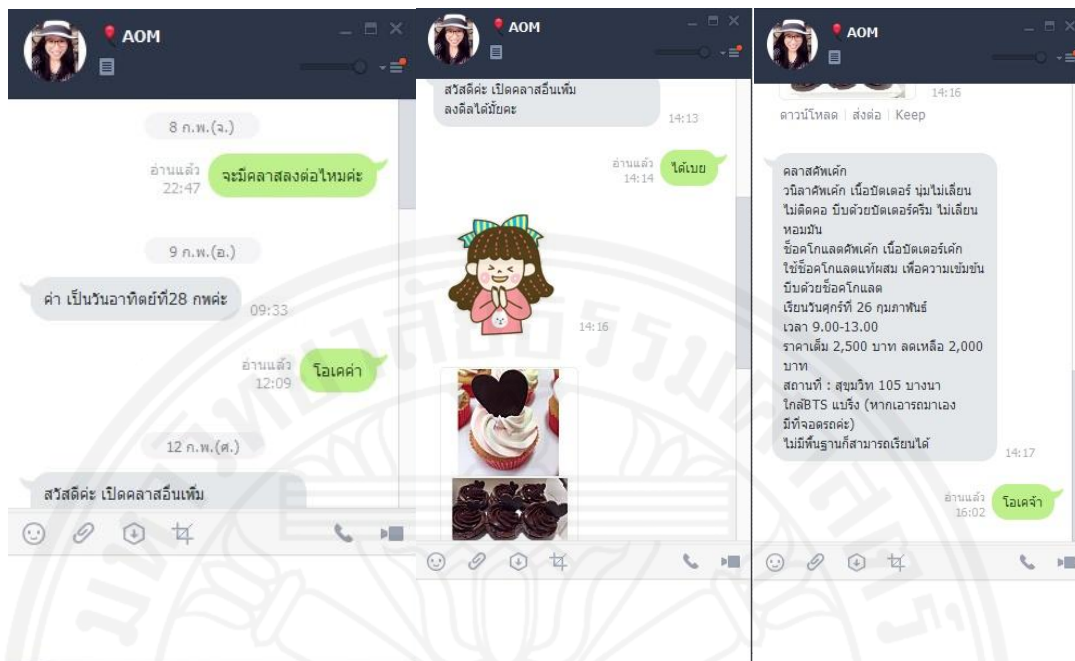 AOM
8 ก.พ.(จ.)
อ่านแล้ว
22:47
จะมีคลาสลงต่อไหมค่ะ
9 ก.พ.(อ.)
ค่า เป็นวันอาทิตย์ที่28 กพค่ะ
09:33
อ่านแล้ว
12:09
โอเคค่า
12 ก.พ.(ศ.)
สวัสดีค่ะ เปิดคลาสอื่นเพิ่ม
AOM
สวัสดีค่ะ เปิดคลาสอื่นเพิ่ม
ลงดีลได้มั้ยคะ
14:13
อ่านแล้ว
14:14
ได้เบย
14:16
AOM
14:16
ดาวน์โหลด | ส่งต่อ | Keep
คลาสคัพเค้ก
วนิลาคัพเค้ก เนื้อบัตเตอร์ นุ่มไม่เลี่ยน
ไม่ติดคอ บีบด้วยบัตเตอร์ครีม ไม่เลี่ยน
หอมมัน
ช็อคโกแลตคัพเค้ก เนื้อบัตเตอร์เค้ก
ใช้ช็อคโกแลตแท้ผสม เพื่อความเข้มข้น
บีบด้วยช็อคโกแลต
เรียนวันศุกร์ที่ 26 กุมภาพันธ์
เวลา 9.00-13.00
ราคาเต็ม 2,500 บาท ลดเหลือ 2,000
บาท
สถานที่ : สุขุมวิท 105 บางนา
ใกล้BTS แบริ่ง (หากเอารถมาเอง
มีที่จอดรถค่ะ)
ไม่มีพื้นฐานก็สามารถเรียนได้
14:17
อ่านแล้ว
16:02
โอเคจ้า